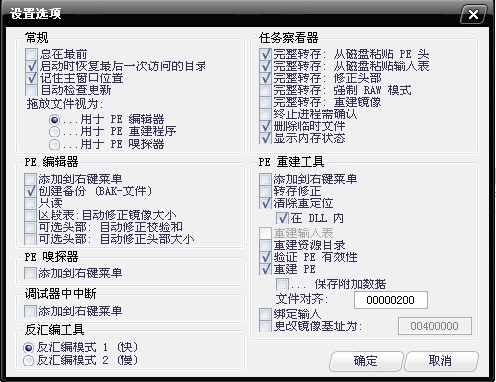 设置选项
常规
总在最前
启动时恢复最后一次访问的目录
记住主窗口位置
自动检查更新
拖放文件视为:
...用于 PE 编辑器
...用于 PE 重建程序
...用于 PE 嗅探器
PE 编辑器
添加到右键菜单
创建备份 (BAK-文件)
只读
区段表:自动修正镜像大小
可选头部: 自动修正校验和
可选头部: 自动修正头部大小
PE 嗅探器
添加到右键菜单
调试器中中断
添加到右键菜单
反汇编工具
反汇编模式 1 (快)
反汇编模式 2 (慢)
任务察看器
完整转存: 从磁盘粘贴 PE 头
完整转存: 从磁盘粘贴输入表
完整转存: 修正头部
完整转存: 强制 RAW 模式
完整转存: 重建镜像
终止进程需确认
删除临时文件
显示内存状态
PE 重建工具
添加到右键菜单
转存修正
清除重定位
在 DLL 内
重建输入表
重建资源目录
验证 PE 有效性
重建 PE
... 保存附加数据
文件对齐: 00000200
绑定输入
更改镜像基址为: 00400000
确定
取消